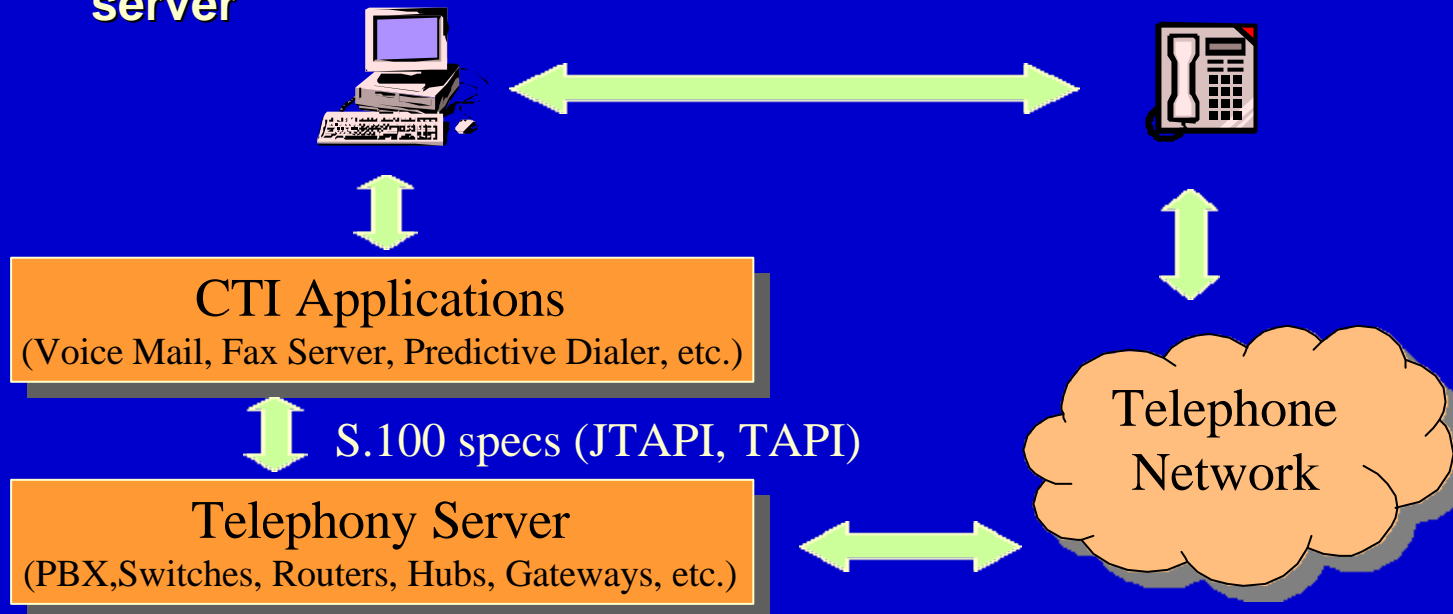 server
CTI Applications
(Voice Mail, Fax Server, Predictive Dialer, etc.)
S.100 specs (JTAPI, TAPI)
Telephone
Network
Telephony Server
(PBX,Switches, Routers, Hubs, Gateways, etc.)